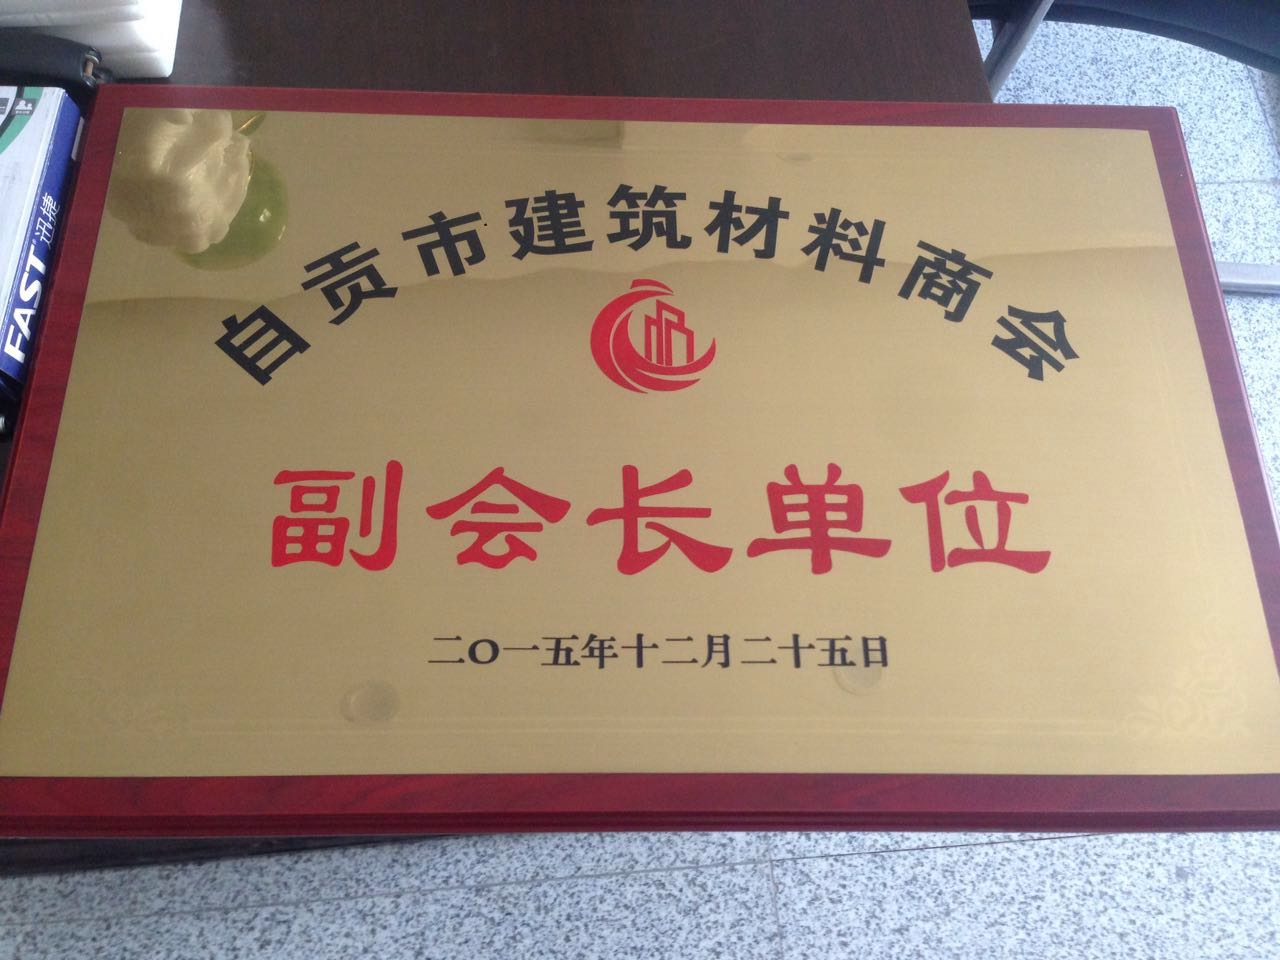 自贡市建筑材料商会
副会长单位
二〇一五年十二月二十五日
FAST 迅捷